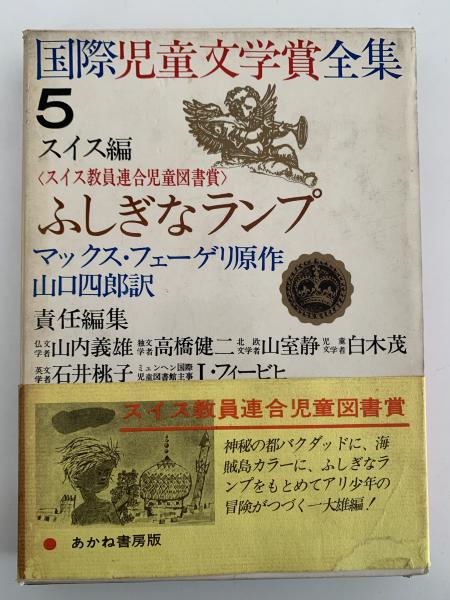 国際児童文学賞全集
5
スイス編
〈スイス教員連合児童図書賞〉
ふしぎなランプ
マックス・フェーゲリ原作
山口四郎訳
責任編集
仏文学者 山内義雄 独文学者 高橋健二 北欧文学者 山室静 児童文学者 白木茂
英文学者 石井桃子 ミュンヘン国際児童図書館主事 I・フィービヒ
スイス教員連合児童図書賞
神秘の都バクダッドに、海
賊島カラーに、ふしぎなラ
ンプをもとめてアリ少年の
冒険がつづく一大雄編!
あかね書房版